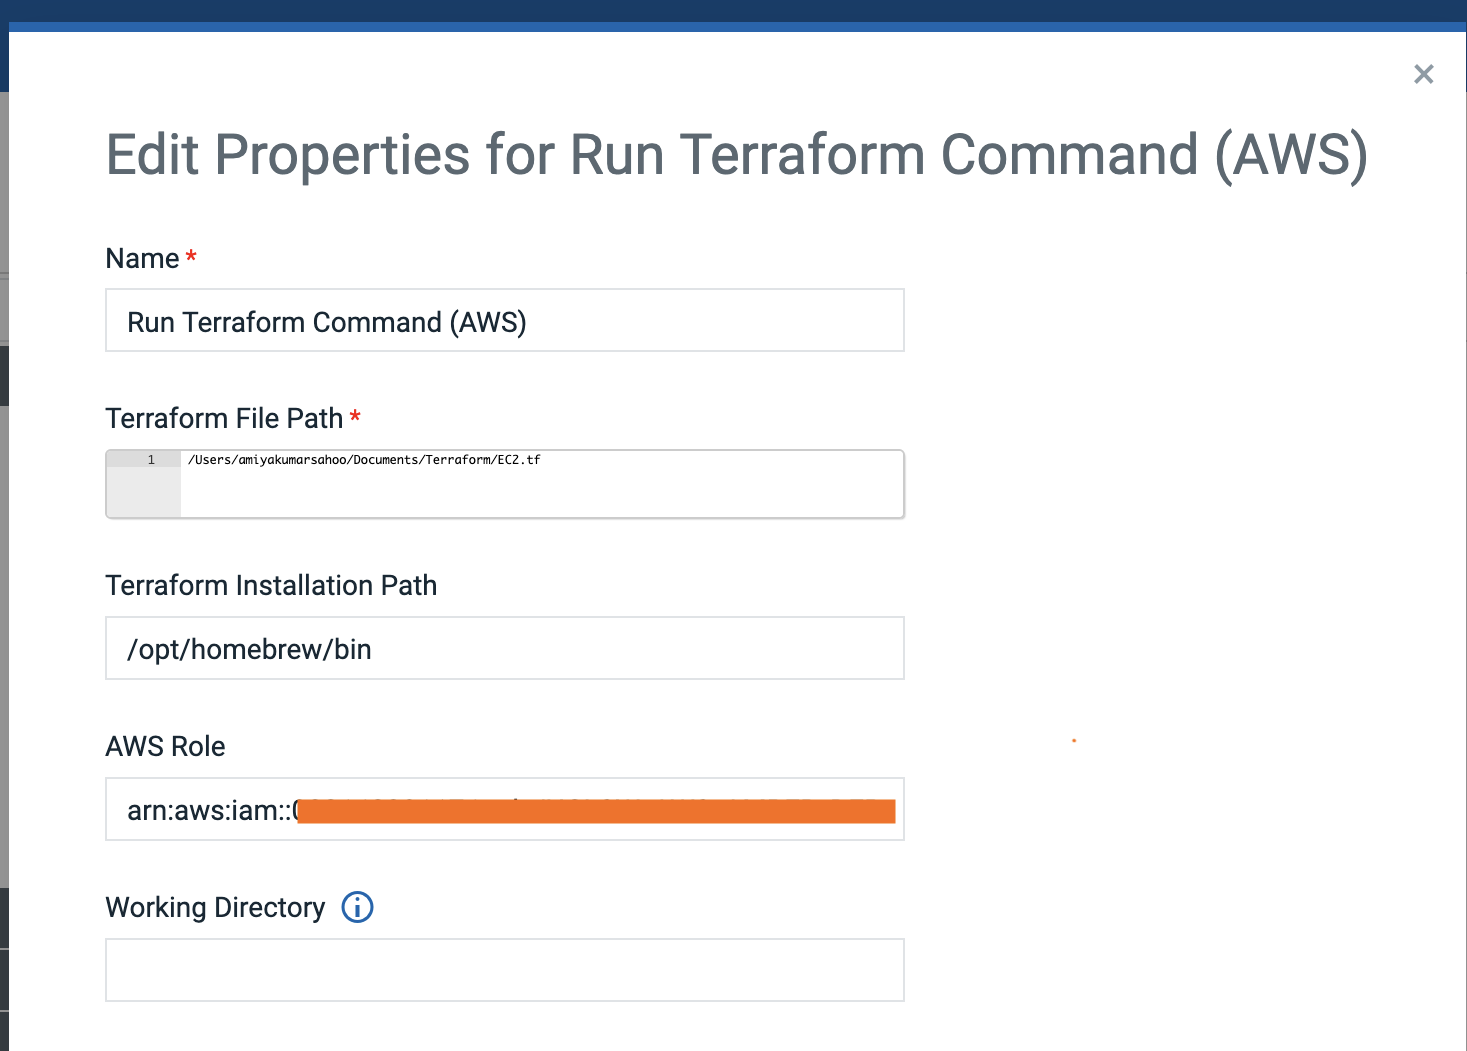 Edit Properties for Run Terraform Command (AWS)
Name *
Run Terraform Command (AWS)
Terraform File Path *
1 /Users/amiyakumarsahoo/Documents/Terraform/EC2.tf
Terraform Installation Path
/opt/homebrew/bin
AWS Role
arn:aws:iam::
Working Directory